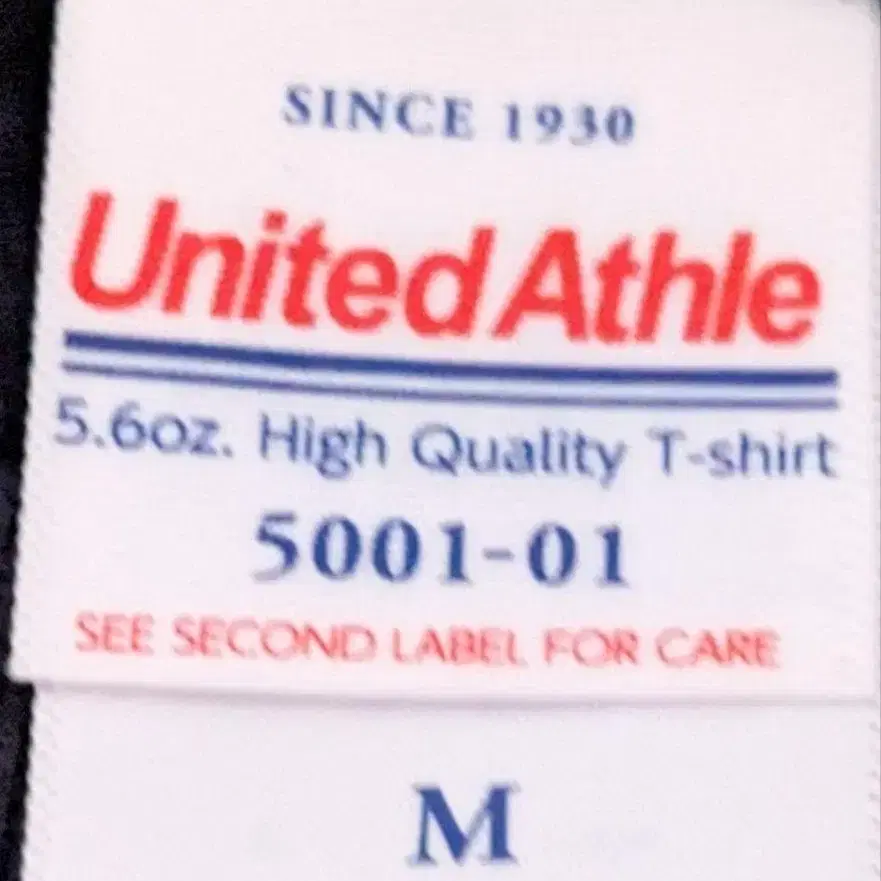 SINCE 1930
United Athle
5.6oz. High Quality T-shirt
5001-01
SEE SECOND LABEL FOR CARE
M